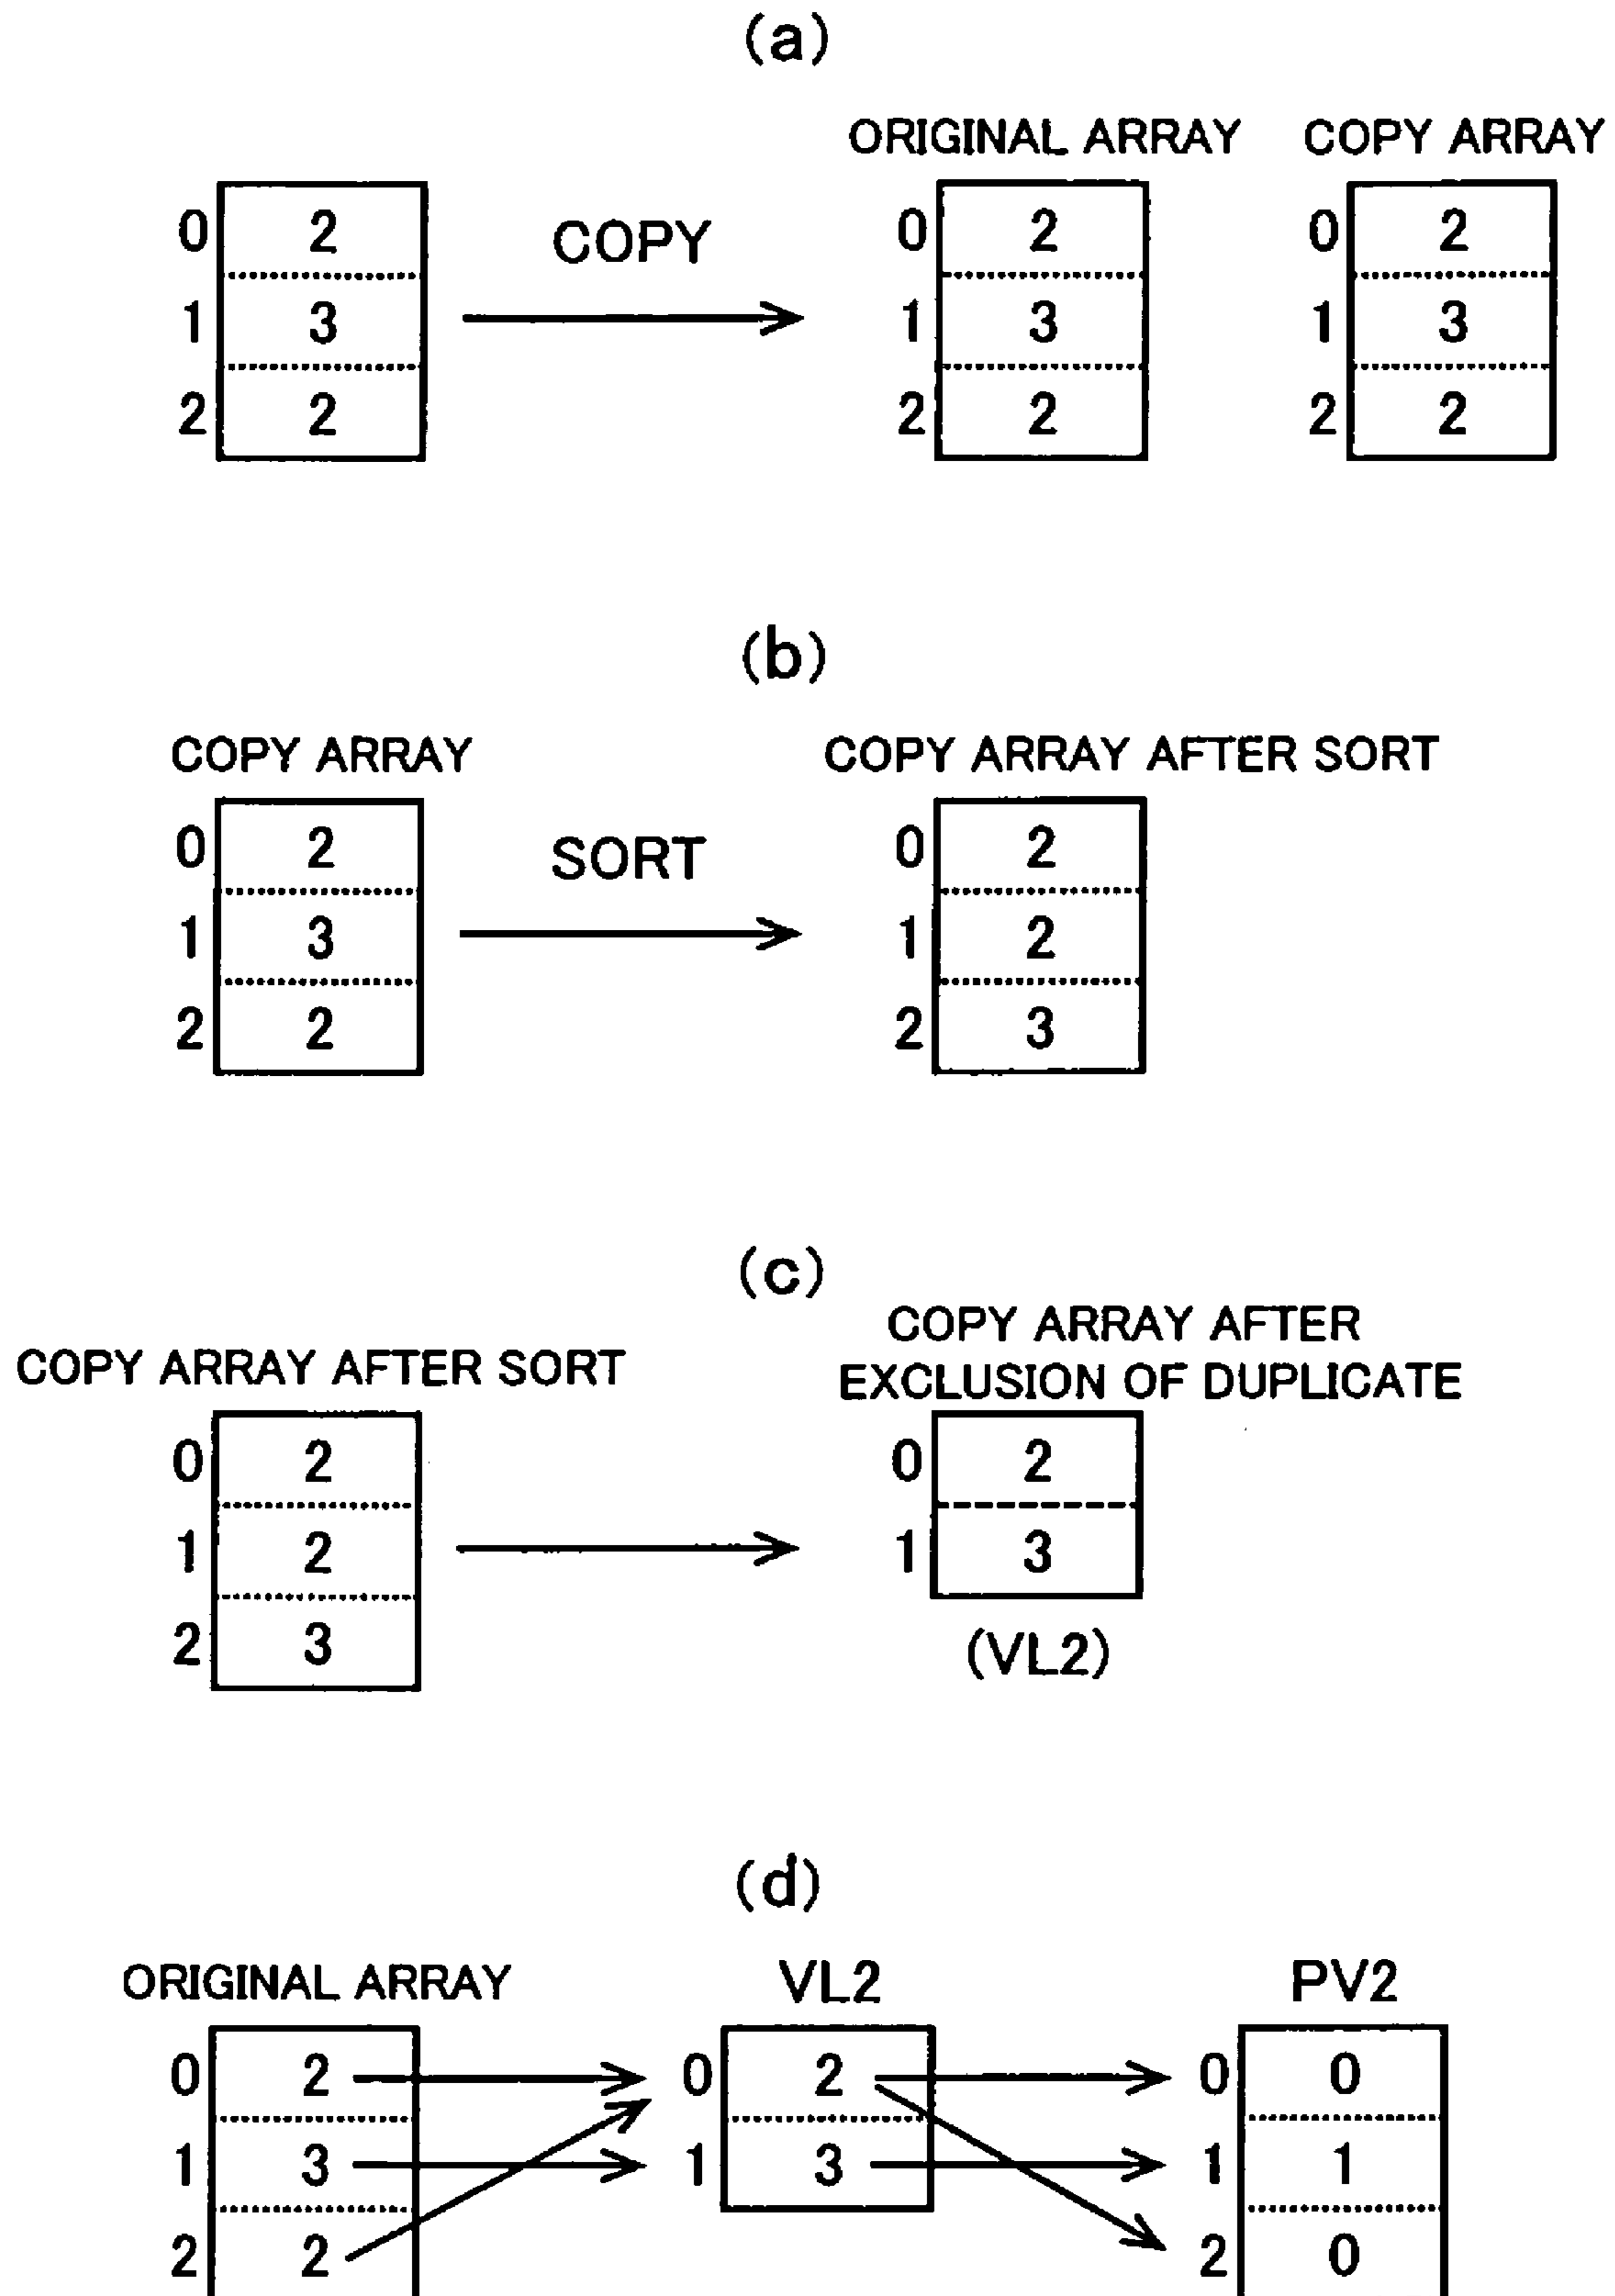 (a)
ORIGINAL ARRAY COPY ARRAY
0 2 COPY 0 2 0 2
1 3 1 3 1 3
2 2 2 2 2 2
(b)
COPY ARRAY COPY ARRAY AFTER SORT
0 2 SORT 0 2
1 3 1 2
2 2 2 3
(c)
COPY ARRAY AFTER
COPY ARRAY AFTER SORT EXCLUSION OF DUPLICATE
0 2 0 2
1 2 1 3
2 3 (VL2)
(d)
ORIGINAL ARRAY VL2 PV2
0 2 0 2 0 0
1 3 1 3 1 1
2 2 2 0